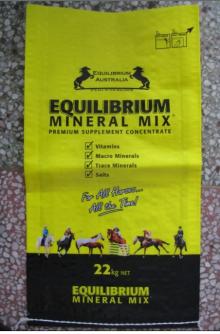 EQUILIBRIUM
AUSTRALIA
EQUILIBRIUM
MINERAL MIX
PREMIUM SUPPLEMENT CONCENTRATE
Vitamins
Macro Minerals
Trace Minerals
Salts
For All Horses...
All the Time!
22kg NET
EQUILIBRIUM
MINERAL MIX